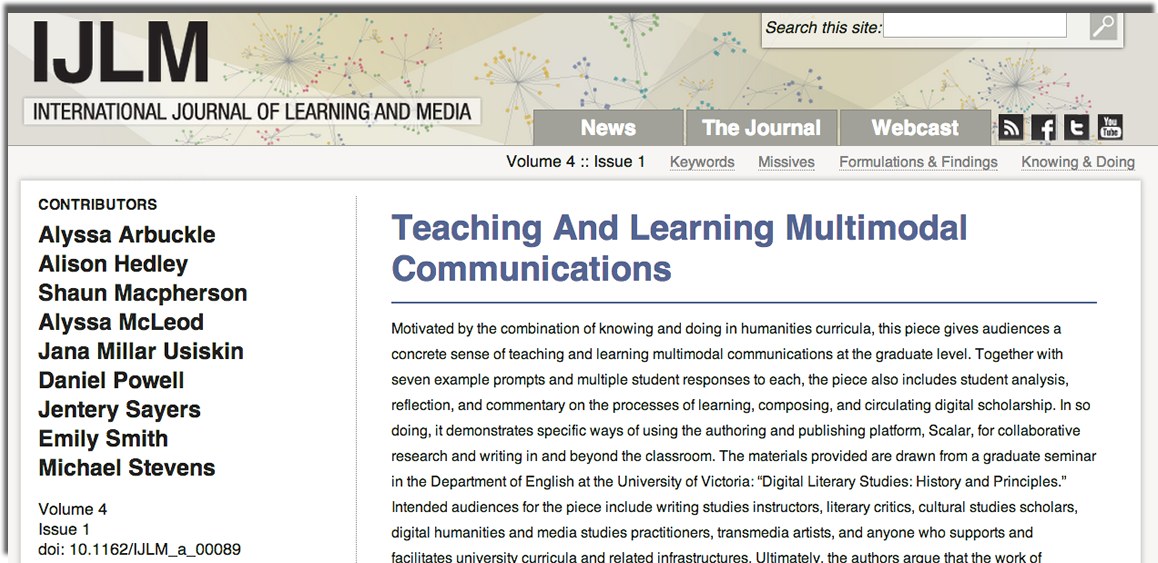 IJLM
INTERNATIONAL JOURNAL OF LEARNING AND MEDIA
Search this site:
News
The Journal
Webcast
You
Tube
Volume 4 :: Issue 1
Keywords
Missives
Formulations & Findings
Knowing & Doing
CONTRIBUTORS
Alyssa Arbuckle
Alison Hedley
Shaun Macpherson
Alyssa McLeod
Jana Millar Usiskin
Daniel Powell
Jentery Sayers
Emily Smith
Michael Stevens
Volume 4
Issue 1
doi: 10.1162/IJLM_a_00089
Teaching And Learning Multimodal
Communications
Motivated by the combination of knowing and doing in humanities curricula, this piece gives audiences a
concrete sense of teaching and learning multimodal communications at the graduate level. Together with
seven example prompts and multiple student responses to each, the piece also includes student analysis,
reflection, and commentary on the processes of learning, composing, and circulating digital scholarship. In so
doing, it demonstrates specific ways of using the authoring and publishing platform, Scalar, for collaborative
research and writing in and beyond the classroom. The materials provided are drawn from a graduate seminar
in the Department of English at the University of Victoria: “Digital Literary Studies: History and Principles.”
Intended audiences for the piece include writing studies instructors, literary critics, cultural studies scholars,
digital humanities and media studies practitioners, transmedia artists, and anyone who supports and
facilitates university curricula and related infrastructures. Ultimately, the authors argue that the work of